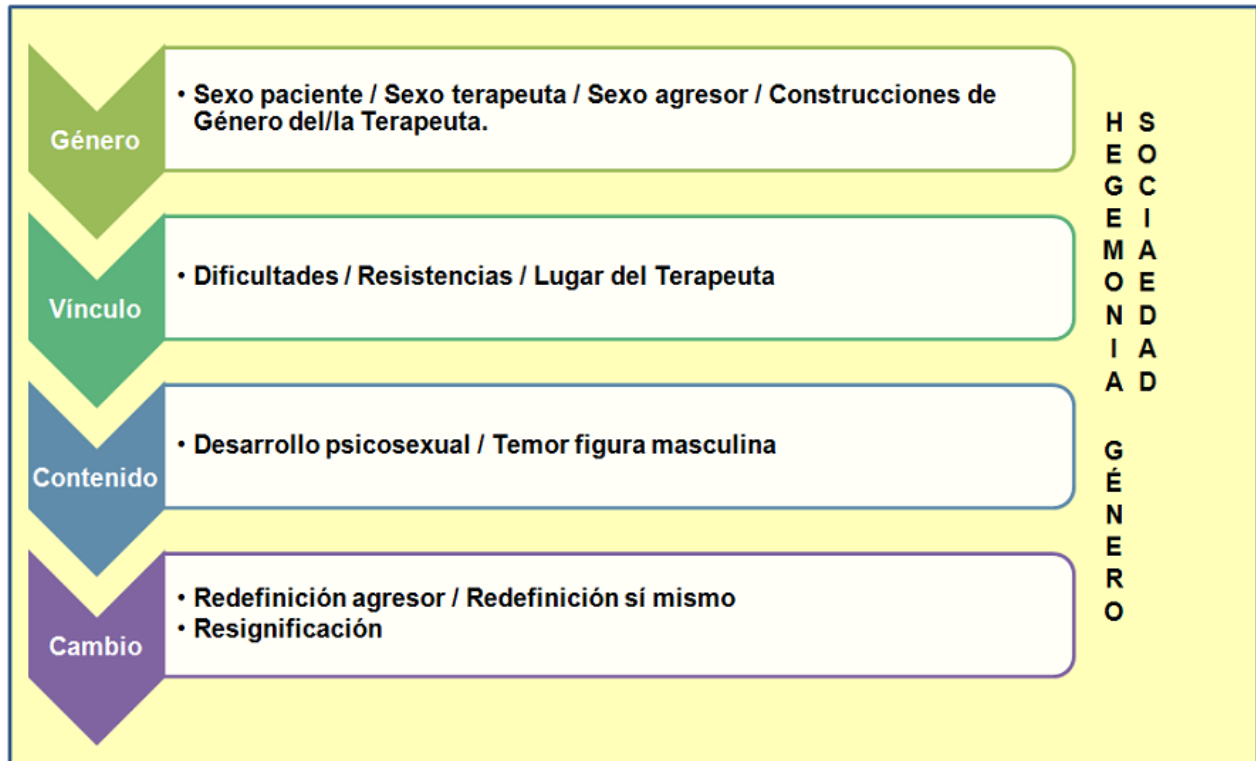 Género
• Sexo paciente / Sexo terapeuta / Sexo agresor / Construcciones de
Género del/la Terapeuta.
Vínculo
• Dificultades / Resistencias / Lugar del Terapeuta
Contenido
• Desarrollo psicosexual / Temor figura masculina
Cambio
• Redefinición agresor / Redefinición sí mismo
• Resignificación
HEGEMONIA GÉNERO
SOCIAEDAD